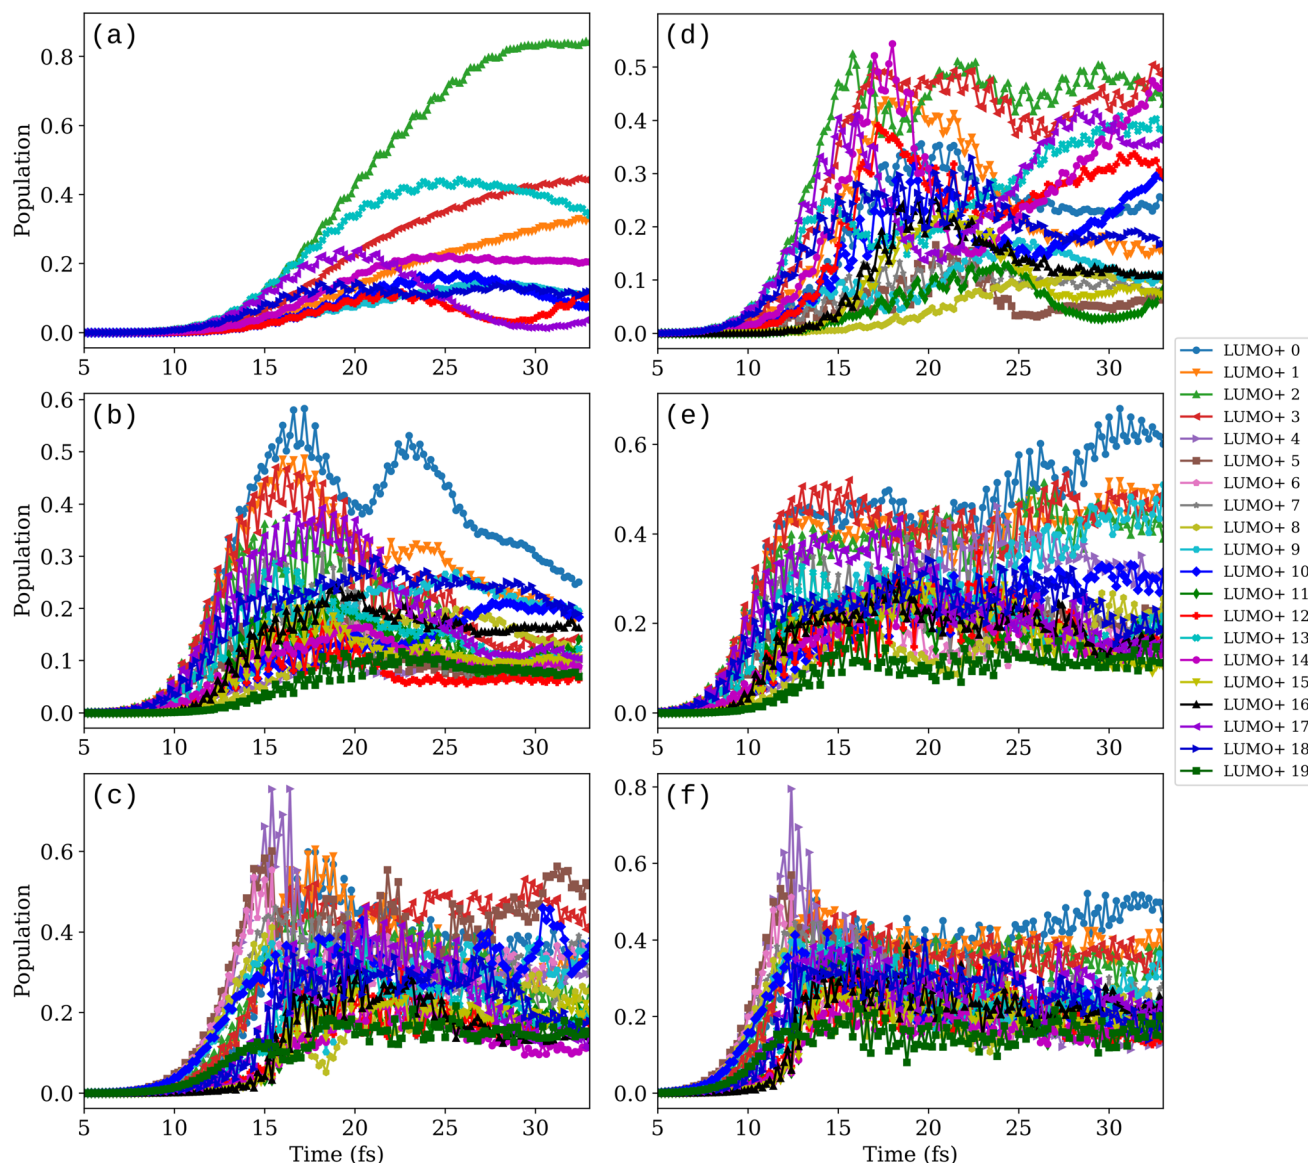 (a)
0.8
0.6
0.4
0.2
0.0
Population
5 10 15 20 25 30
(d)
0.5
0.4
0.3
0.2
0.1
0.0
5 10 15 20 25 30
(b)
0.6
0.5
0.4
0.3
0.2
0.1
0.0
Population
5 10 15 20 25 30
(e)
0.6
0.4
0.2
0.0
5 10 15 20 25 30
(c)
0.6
0.4
0.2
0.0
Population
5 10 15 20 25 30
Time (fs)
(f)
0.8
0.6
0.4
0.2
0.0
5 10 15 20 25 30
Time (fs)
LUMO+ 0
LUMO+ 1
LUMO+ 2
LUMO+ 3
LUMO+ 4
LUMO+ 5
LUMO+ 6
LUMO+ 7
LUMO+ 8
LUMO+ 9
LUMO+ 10
LUMO+ 11
LUMO+ 12
LUMO+ 13
LUMO+ 14
LUMO+ 15
LUMO+ 16
LUMO+ 17
LUMO+ 18
LUMO+ 19